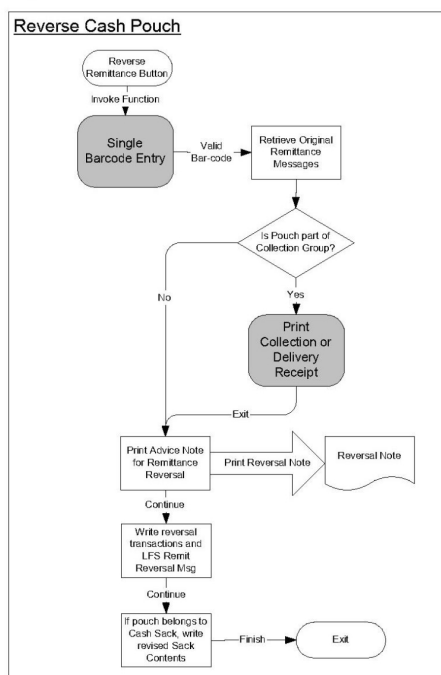 Reverse Cash Pouch
Reverse
Remittance Button
Invoke Function
Single
Barcode Entry
Valid
Bar-code
Retrieve Original
Remittance
Messages
Is Pouch part of
Collection Group?
No
Yes
Print
Collection or
Delivery
Receipt
Exit
Print Advice Note
for Remittance
Reversal
Print Reversal Note
Reversal Note
Continue
Write reversal
transactions and
LFS Remit
Reversal Msg
Continue
If pouch belongs to
Cash Sack, write
revised Sack
Contents
Finish
Exit